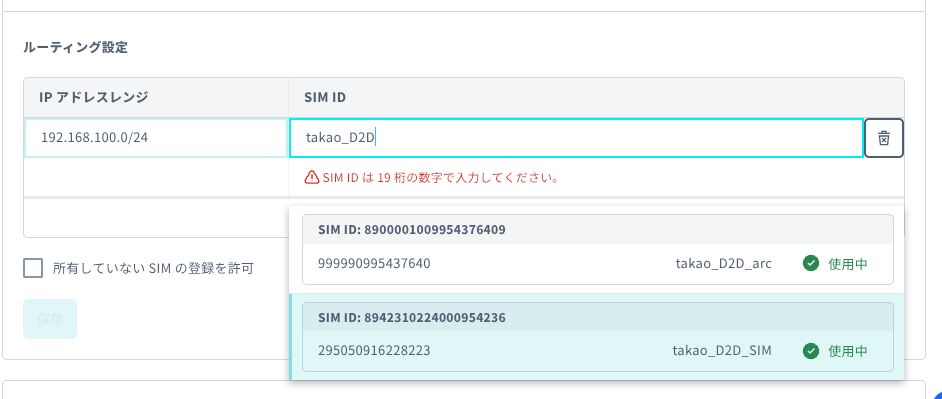 ルーティング設定
IP アドレスレンジ SIM ID
192.168.100.0/24 takao_D2D
SIM ID は 19 桁の数字で入力してください。
SIM ID: 8900001009954376409
999990995437640 takao_D2D_arc 使用中
所有していない SIM の登録を許可
SIM ID: 8942310224000954236
保存
295050916228223 takao_D2D_SIM 使用中